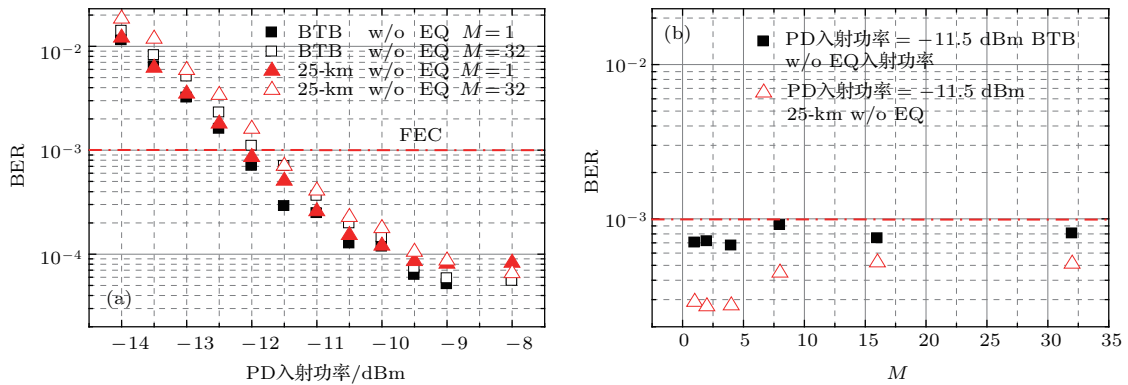 10⁻²
10⁻³
10⁻⁴
BER
BTB w/o EQ M=1
BTB w/o EQ M=32
25-km w/o EQ M=1
25-km w/o EQ M=32
FEC
(a)
−14 −13 −12 −11 −10 −9 −8
PD入射功率/dBm
(b)
PD入射功率 = −11.5 dBm BTB
w/o EQ入射功率
PD入射功率 = −11.5 dBm
25-km w/o EQ
10⁻²
10⁻³
BER
0 5 10 15 20 25 30 35
M